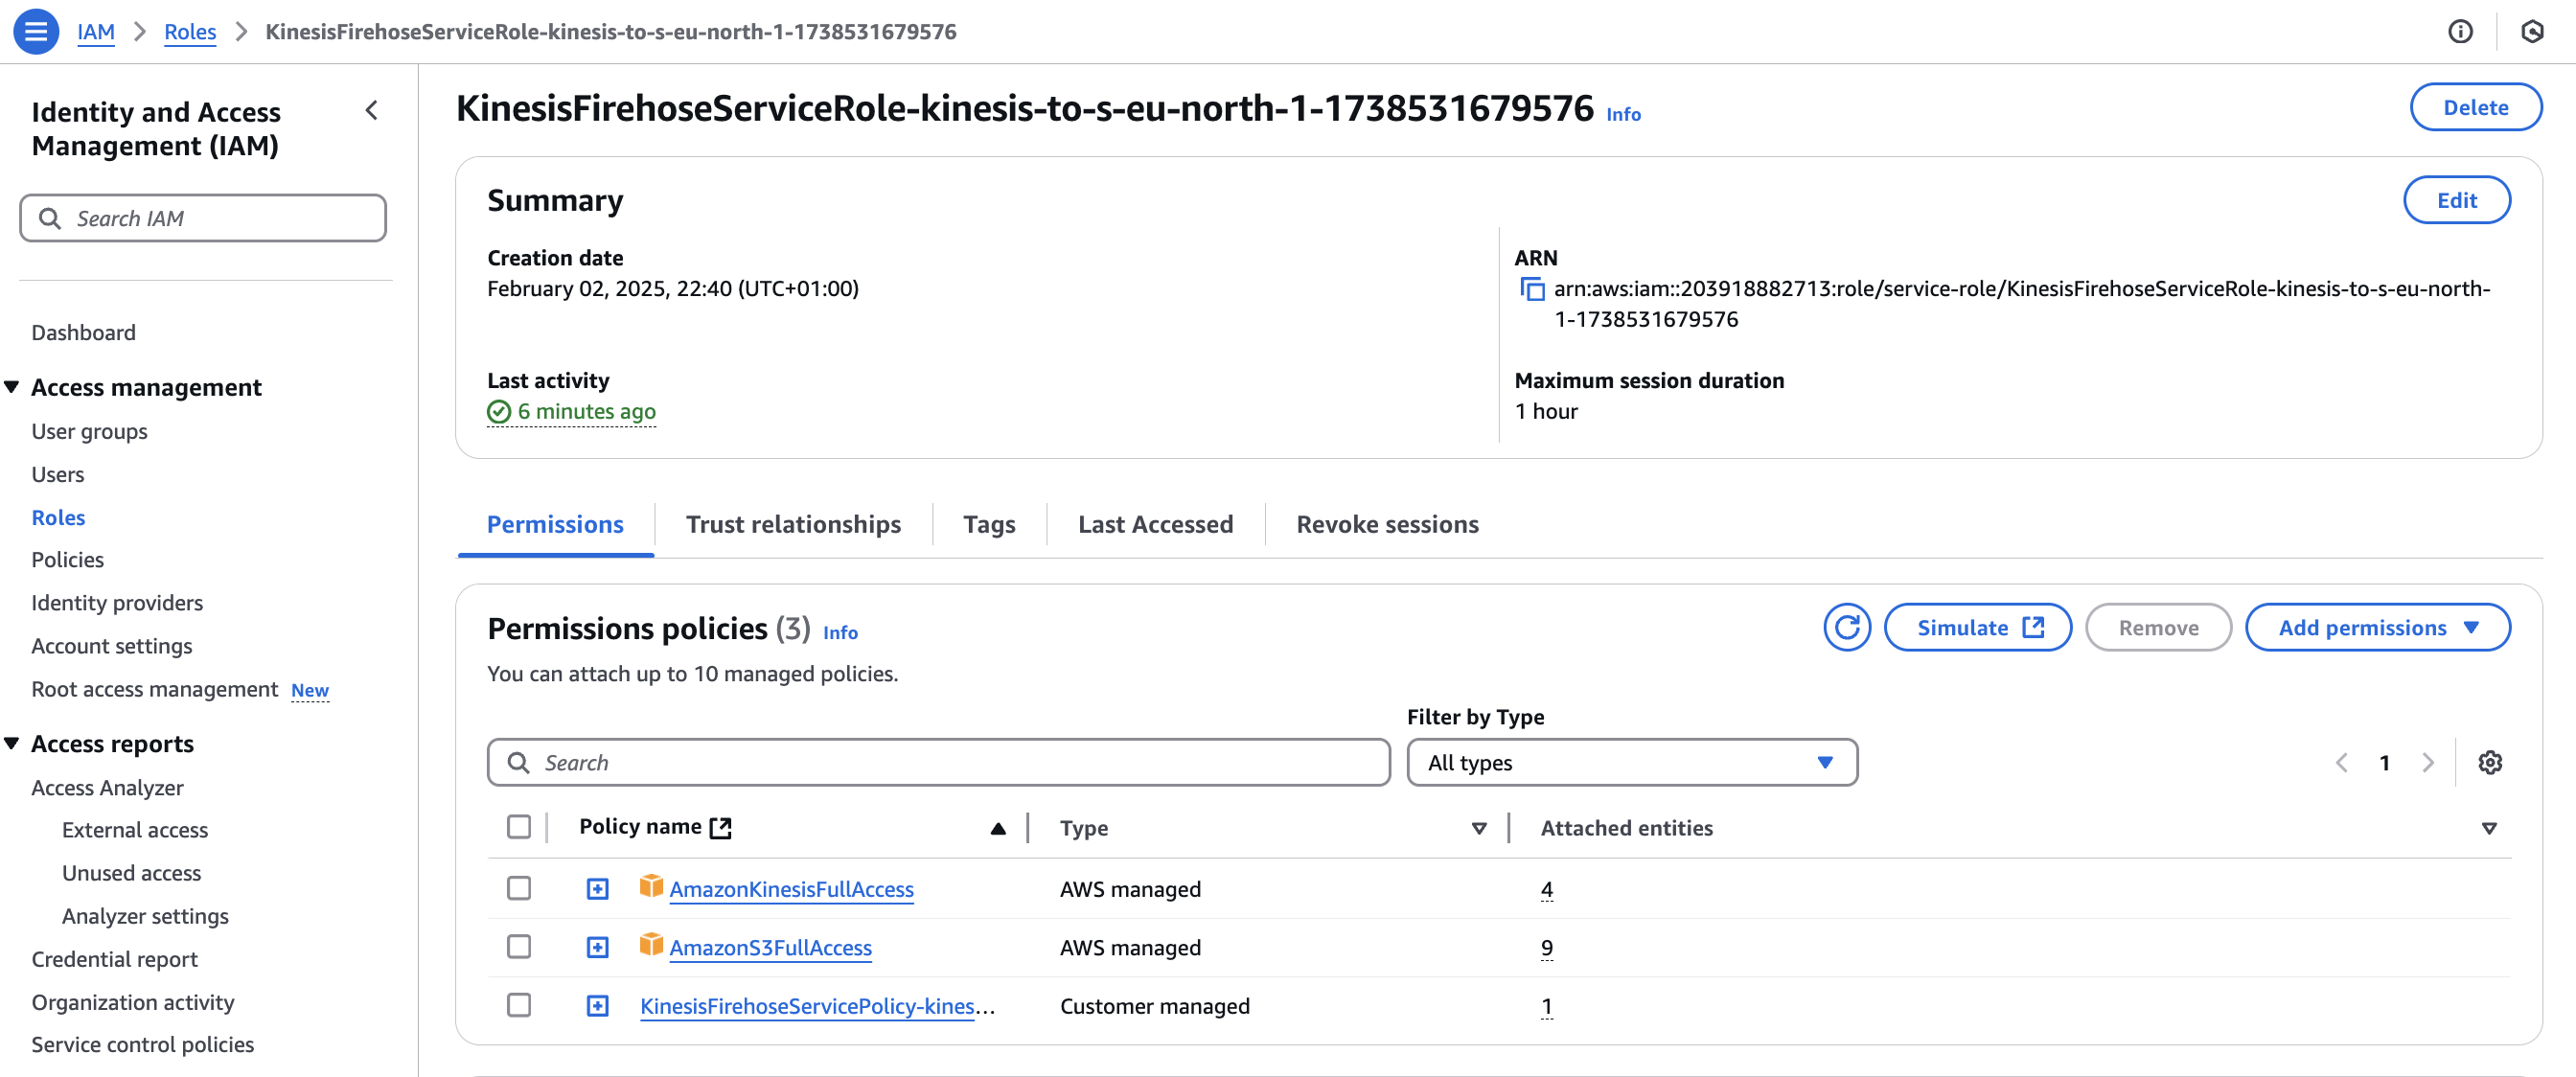 IAM > Roles > KinesisFirehoseServiceRole-kinesis-to-s-eu-north-1-1738531679576
Identity and Access
Management (IAM)
Search IAM
Dashboard
Access management
User groups
Users
Roles
Policies
Identity providers
Account settings
Root access management New
Access reports
Access Analyzer
External access
Unused access
Analyzer settings
Credential report
Organization activity
Service control policies
KinesisFirehoseServiceRole-kinesis-to-s-eu-north-1-1738531679576 Info
Delete
Summary
Edit
Creation date
February 02, 2025, 22:40 (UTC+01:00)
ARN
arn:aws:iam::203918882713:role/service-role/KinesisFirehoseServiceRole-kinesis-to-s-eu-north-
1-1738531679576
Last activity
6 minutes ago
Maximum session duration
1 hour
Permissions Trust relationships Tags Last Accessed Revoke sessions
Permissions policies (3) Info
Simulate Remove Add permissions
You can attach up to 10 managed policies.
Filter by Type
Search
All types
1
Policy name Type Attached entities
AmazonKinesisFullAccess AWS managed 4
AmazonS3FullAccess AWS managed 9
KinesisFirehoseServicePolicy-kines... Customer managed 1